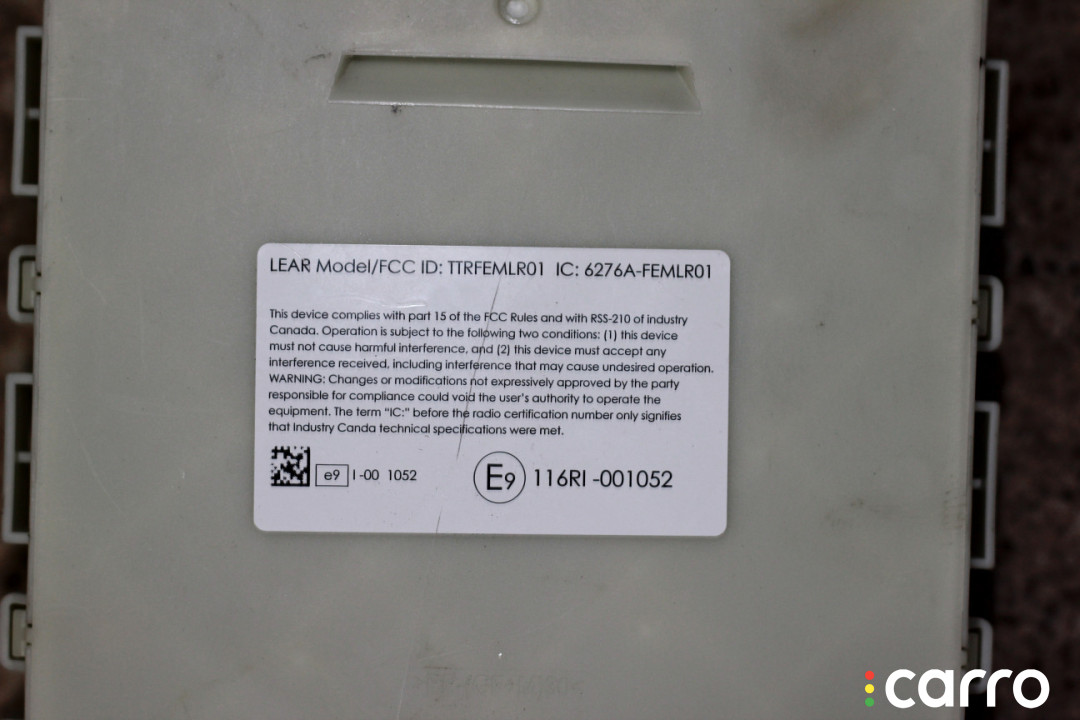 LEAR Model/FCC ID: TTRFEMLR01 IC: 6276A-FEMLR01
This device complies with part 15 of the FCC Rules and with RSS-210 of industry
Canada. Operation is subject to the following two conditions: (1) this device
must not cause harmful interference, and (2) this device must accept any
interference received, including interference that may cause undesired operation.
WARNING: Changes or modifications not expressively approved by the party
responsible for compliance could void the user's authority to operate the
equipment. The term "IC:" before the radio certification number only signifies
that Industry Canda technical specifications were met.
e9 I-00 1052
E9 116RI-001052
carro